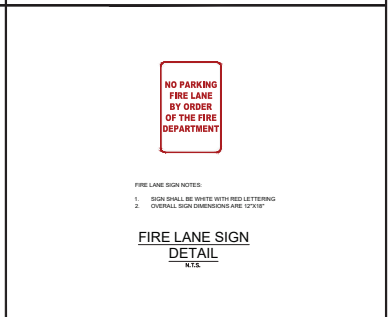 NO PARKING
FIRE LANE
BY ORDER
OF THE FIRE
DEPARTMENT
FIRE LANE SIGN NOTES:
1. SIGN SHALL BE WHITE WITH RED LETTERING
2. OVERALL SIGN DIMENSIONS ARE 12"X18"
FIRE LANE SIGN
DETAIL
N.T.S.